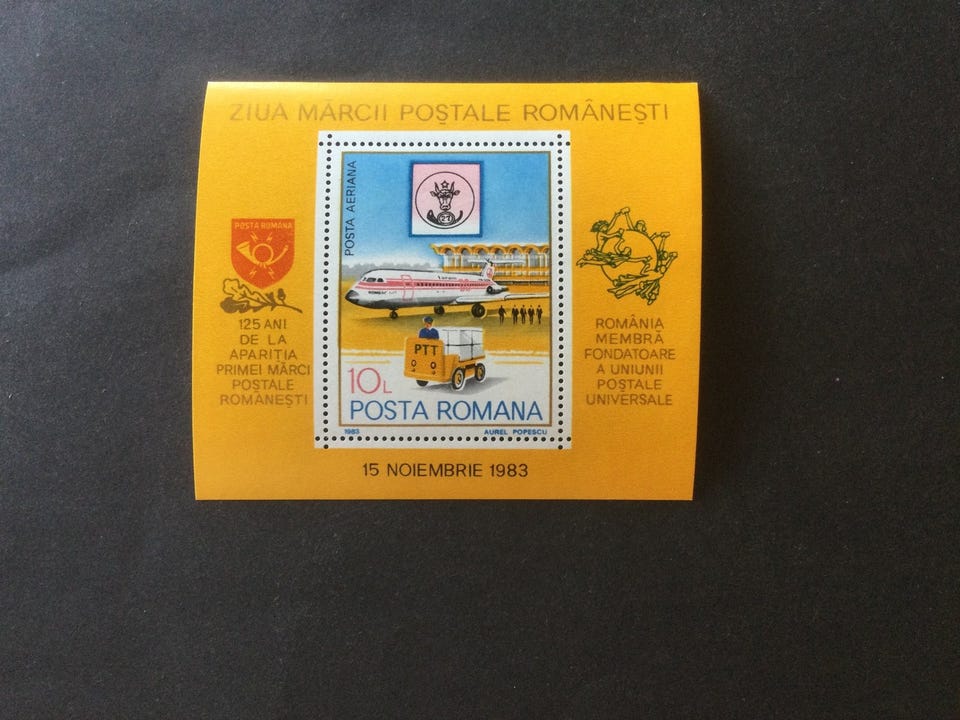 ZIUA MĂRCII POȘTALE ROMÂNEȘTI
POSTA ROMANA
125 ANI
DE LA
APARIȚIA
PRIMEI MĂRCI
POȘTALE
ROMÂNEȘTI
POSTA AERIANA
PTT
10L
POSTA ROMANA
1983 AUREL POPESCU
ROMÂNIA
MEMBRĂ
FONDATOARE
A UNIUNII
POȘTALE
UNIVERSALE
15 NOIEMBRIE 1983